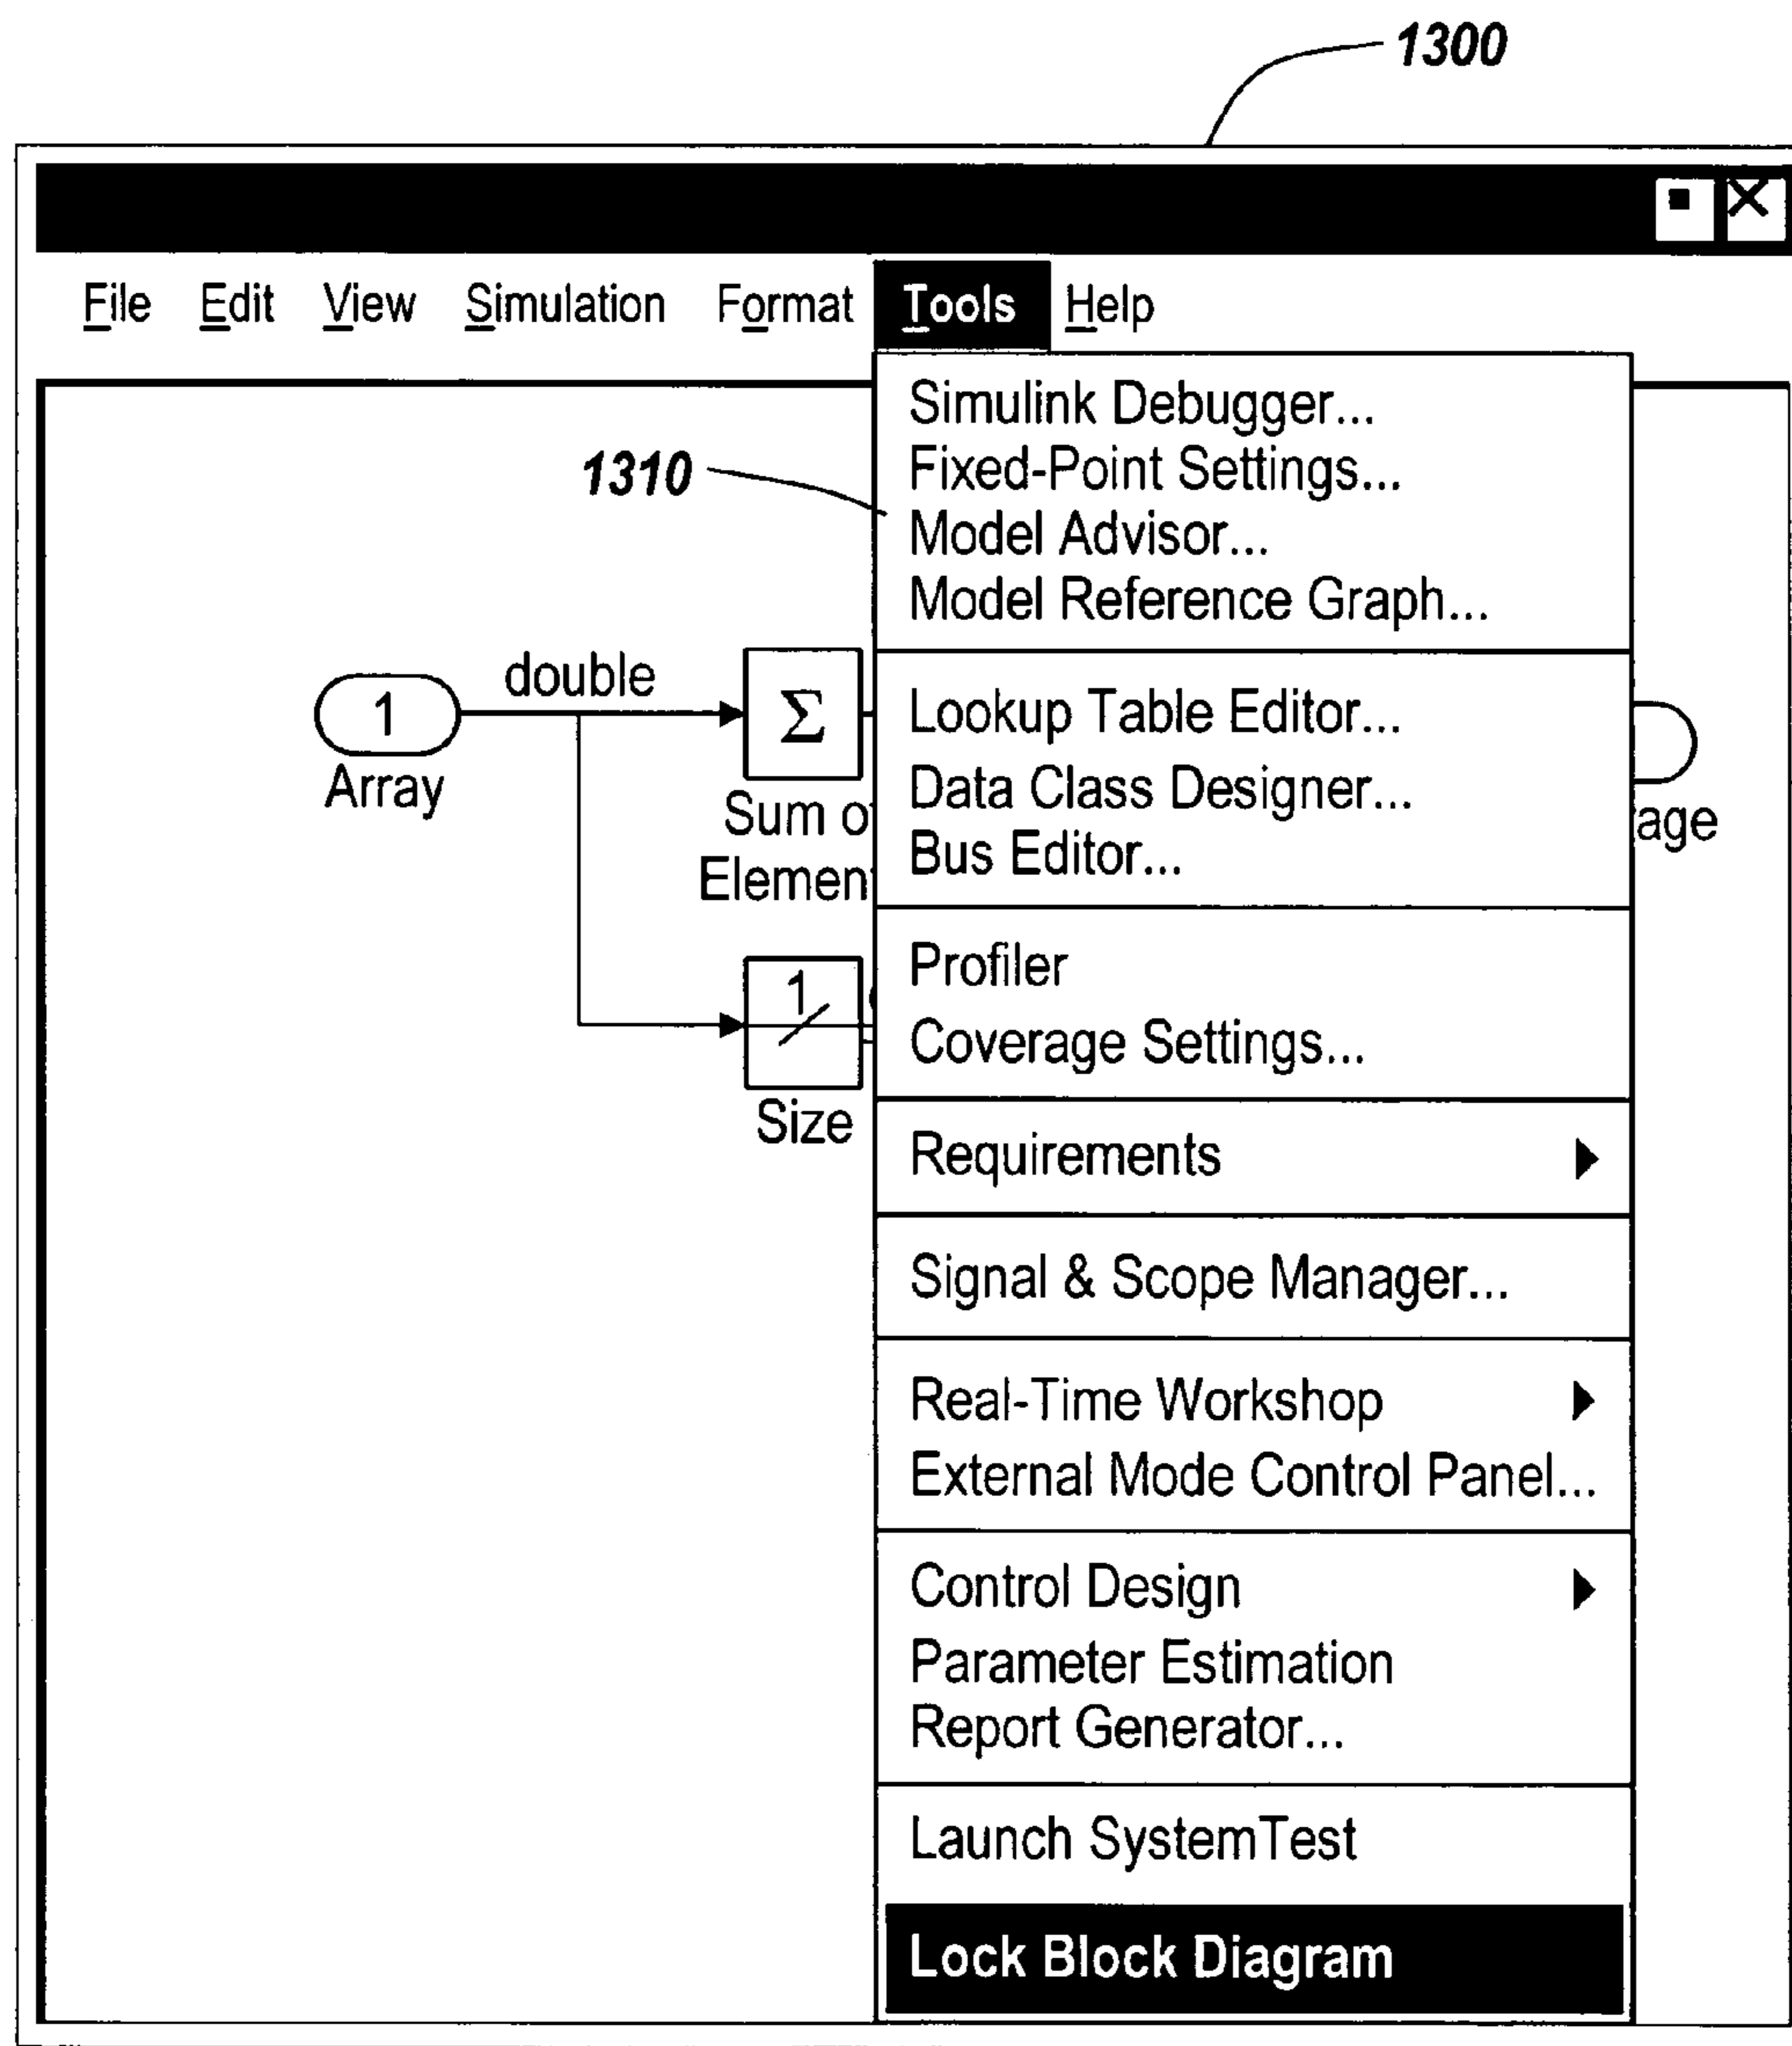 1300
File Edit View Simulation Format Tools Help
Simulink Debugger...
1310
Fixed-Point Settings...
Model Advisor...
Model Reference Graph...
double
1
Σ
Lookup Table Editor...
Array
Data Class Designer...
Sum o
age
Bus Editor...
Elemen
Profiler
1
Coverage Settings...
Size
Requirements
Signal & Scope Manager...
Real-Time Workshop
External Mode Control Panel...
Control Design
Parameter Estimation
Report Generator...
Launch SystemTest
Lock Block Diagram